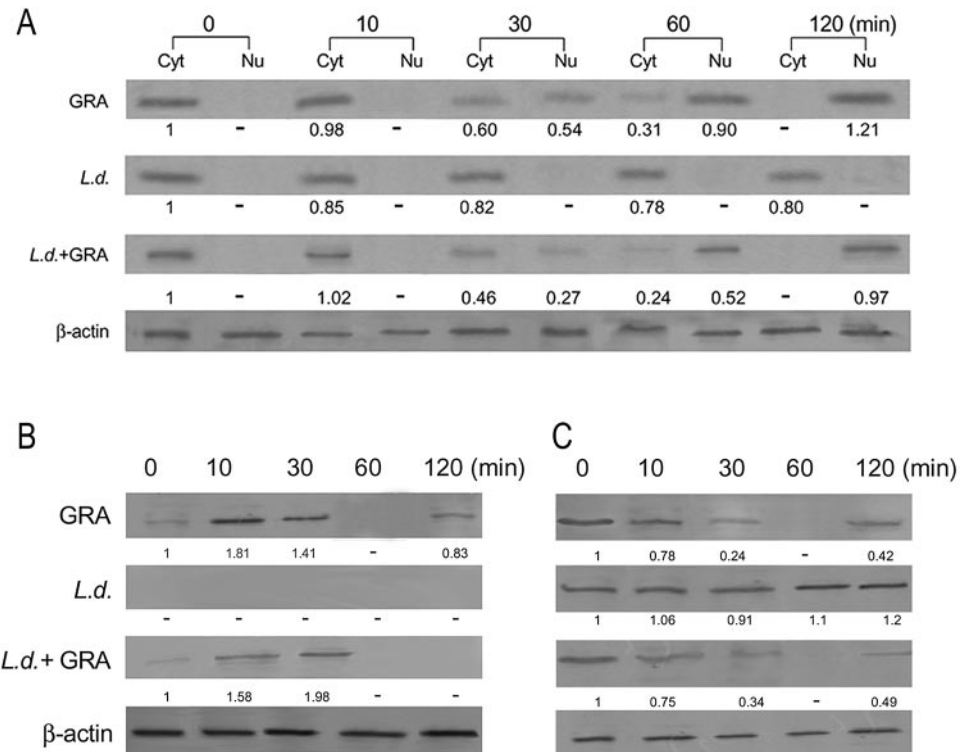 A
0 10 30 60 120 (min)
Cyt Nu Cyt Nu Cyt Nu Cyt Nu Cyt Nu
GRA
1 - 0.98 - 0.60 0.54 0.31 0.90 - 1.21
L.d.
1 - 0.85 - 0.82 - 0.78 - 0.80 -
L.d.+GRA
1 - 1.02 - 0.46 0.27 0.24 0.52 - 0.97
β-actin
B
0 10 30 60 120 (min)
GRA
1 1.81 1.41 - 0.83
L.d.
- - - - -
L.d.+ GRA
1 1.58 1.98 - -
β-actin
C
0 10 30 60 120 (min)
1 0.78 0.24 - 0.42
1 1.06 0.91 1.1 1.2
1 0.75 0.34 - 0.49